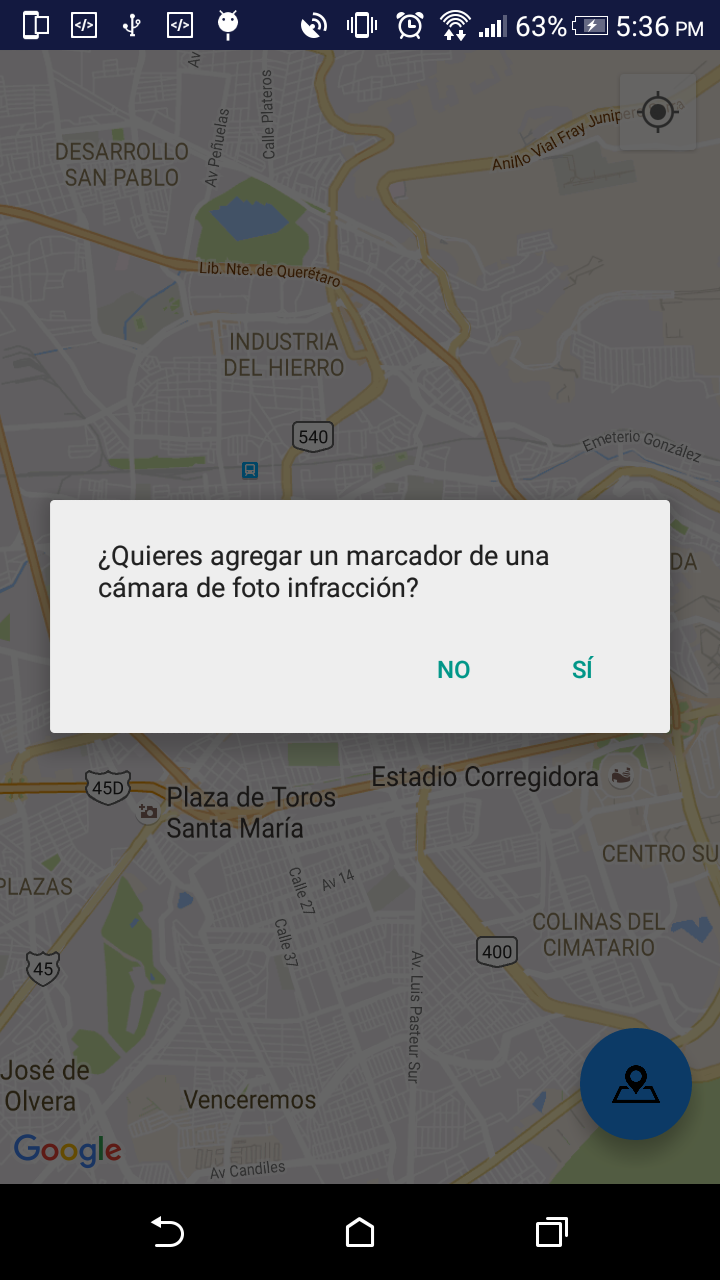 63% 5:36 PM
Av
Calle Plateros
Av Peñuelas
Anillo Vial Fray Junip
DESARROLLO
SAN PABLO
Lib. Nte. de Querétaro
INDUSTRIA
DEL HIERRO
540
Emeterio González
¿Quieres agregar un marcador de una
cámara de foto infracción?
DA
NO SÍ
Estadio Corregidora
45D
Plaza de Toros
Santa María
CENTRO SU
PLAZAS
Av 14
Calle 27
Calle 37
COLINAS DEL
CIMATARIO
400
45
Av. Luis Pasteur Sur
José de
Olvera
Venceremos
Google
Av Candiles